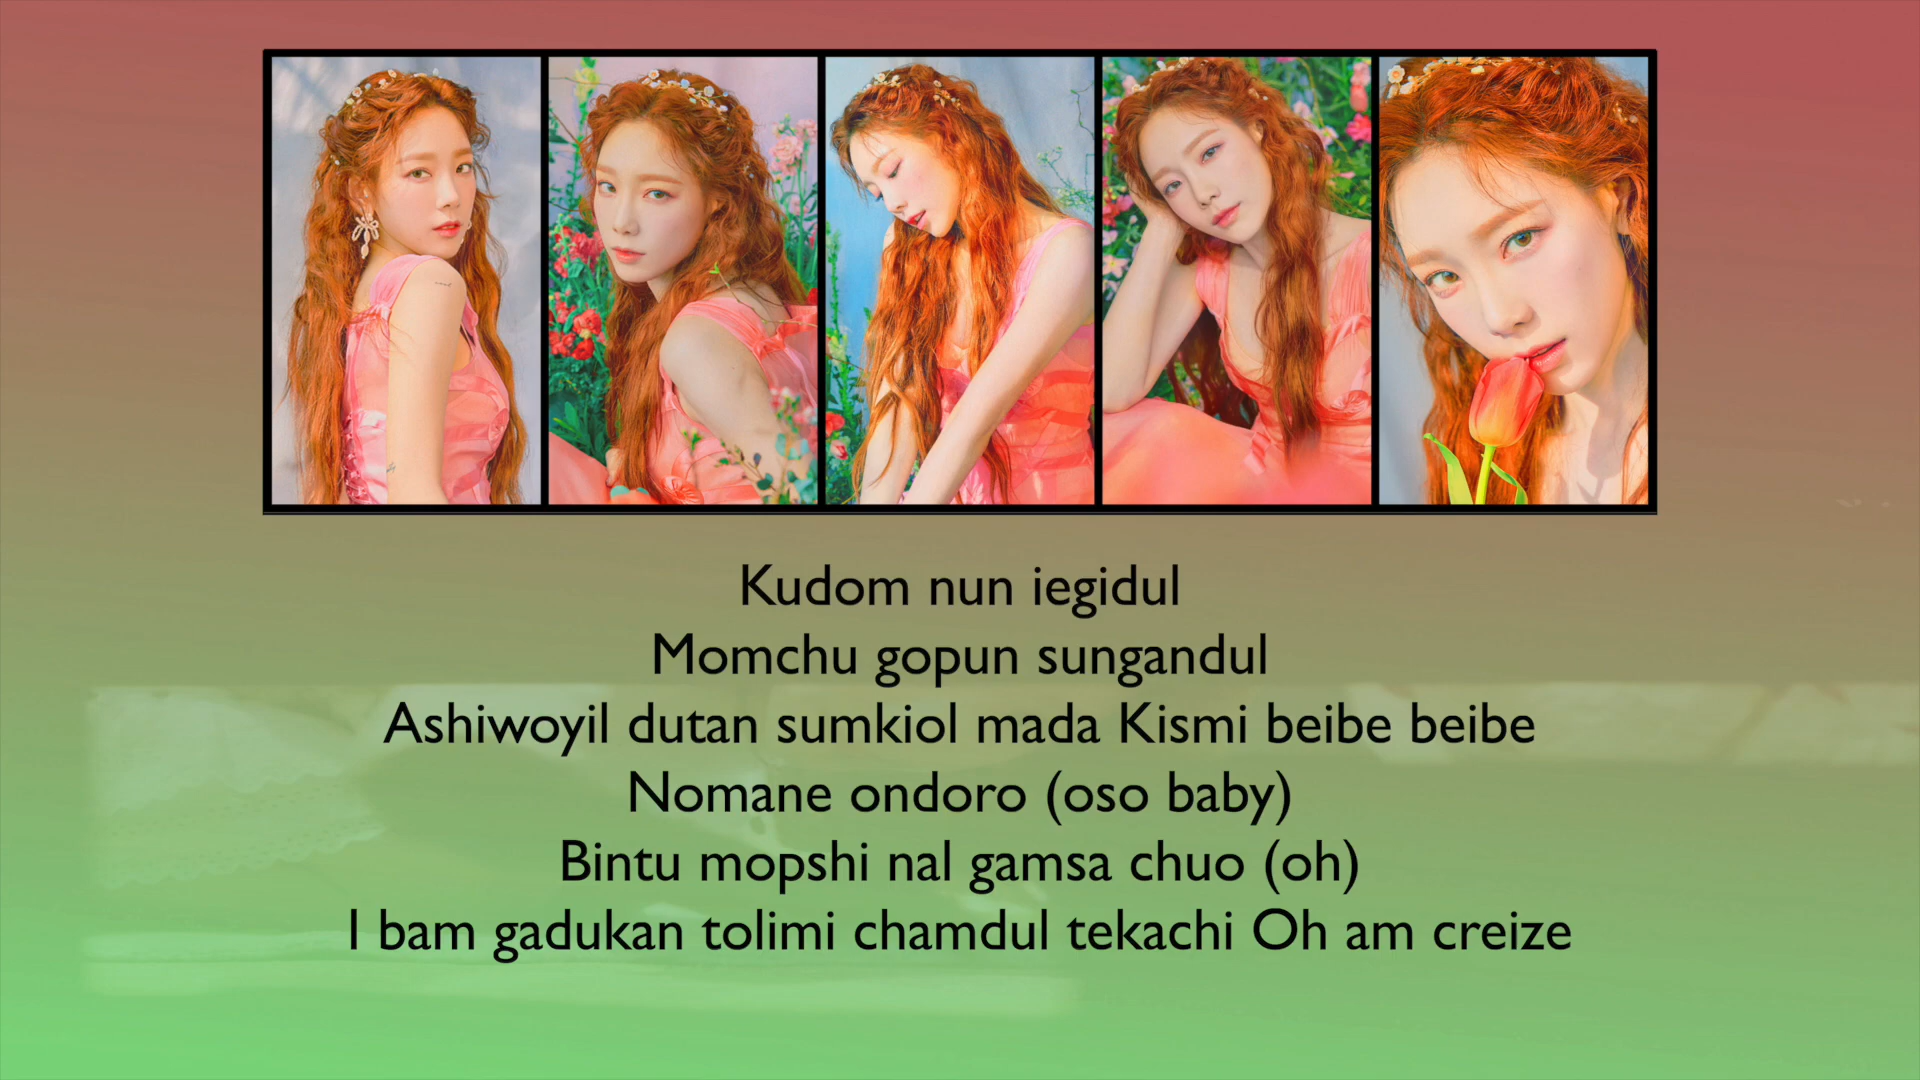 Kudom nun iegidul
Momchu gopun sungandul
Ashiwoyil dutan sumkiol mada Kismi beibe beibe
Nomane ondoro (oso baby)
Bintu mopshi nal gamsa chuo (oh)
I bam gadukan tolimi chamdul tekachi Oh am creize